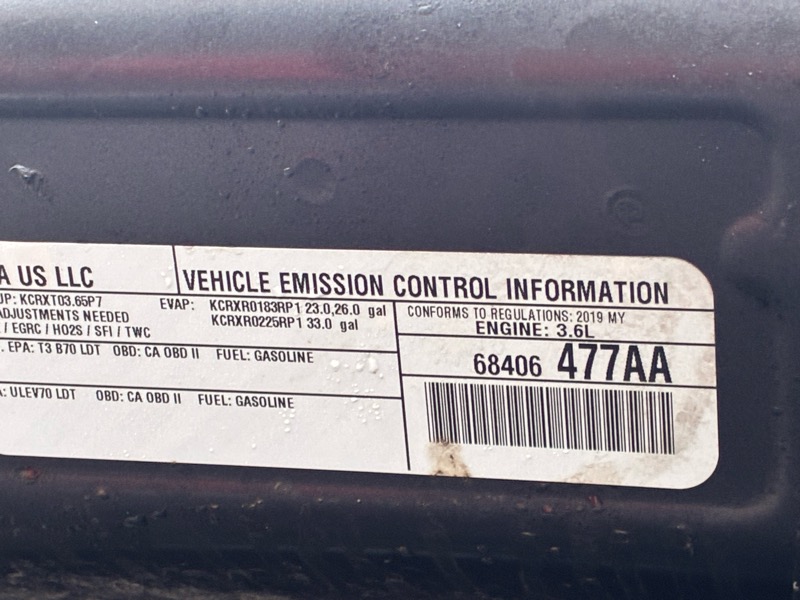 A US LLC
VEHICLE EMISSION CONTROL INFORMATION
UP: KCRXT03.65P7
ADJUSTMENTS NEEDED
/ EGRC / HO2S / SFI / TWC
EVAP: KCRXR0183RP1 23.0,26.0 gal
KCRXR0225RP1 33.0 gal
CONFORMS TO REGULATIONS: 2019 MY
ENGINE: 3.6L
. EPA: T3 B70 LDT OBD: CA OBD II FUEL: GASOLINE
68406 477AA
: ULEV70 LDT OBD: CA OBD II FUEL: GASOLINE